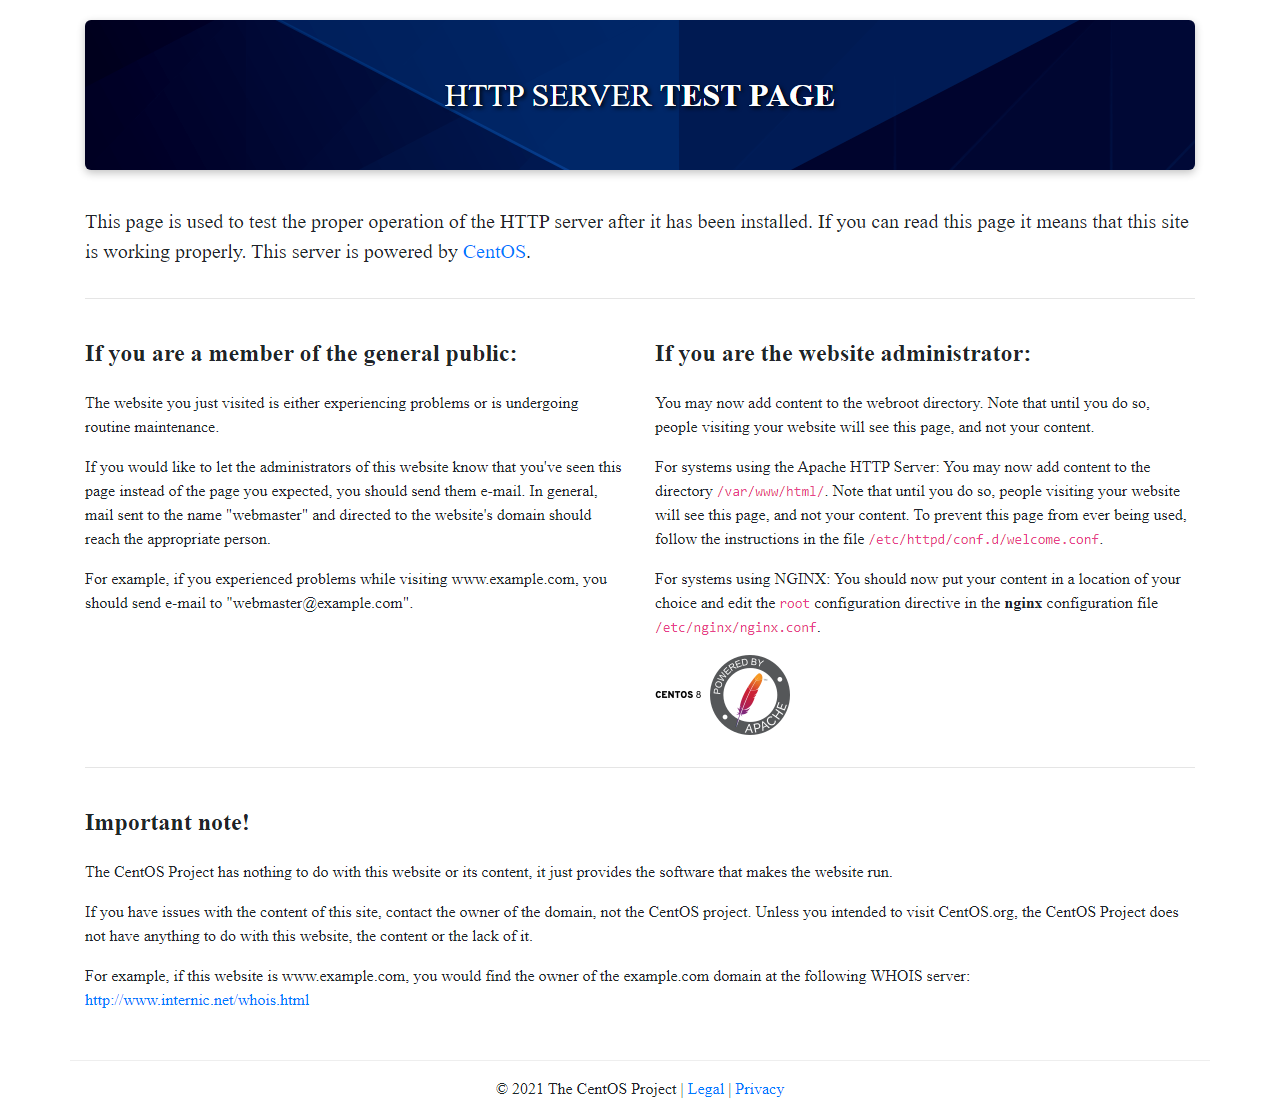 HTTP SERVER TEST PAGE
This page is used to test the proper operation of the HTTP server after it has been installed. If you can read this page it means that this site
is working properly. This server is powered by CentOS.
If you are a member of the general public:
The website you just visited is either experiencing problems or is undergoing
routine maintenance.
If you would like to let the administrators of this website know that you've seen this
page instead of the page you expected, you should send them e-mail. In general,
mail sent to the name "webmaster" and directed to the website's domain should
reach the appropriate person.
For example, if you experienced problems while visiting www.example.com, you
should send e-mail to "webmaster@example.com".
If you are the website administrator:
You may now add content to the webroot directory. Note that until you do so,
people visiting your website will see this page, and not your content.
For systems using the Apache HTTP Server: You may now add content to the
directory /var/www/html/. Note that until you do so, people visiting your website
will see this page, and not your content. To prevent this page from ever being used,
follow the instructions in the file /etc/httpd/conf.d/welcome.conf.
For systems using NGINX: You should now put your content in a location of your
choice and edit the root configuration directive in the nginx configuration file
/etc/nginx/nginx.conf.
CENTOS 8
POWERED BY
APACHE
Important note!
The CentOS Project has nothing to do with this website or its content, it just provides the software that makes the website run.
If you have issues with the content of this site, contact the owner of the domain, not the CentOS project. Unless you intended to visit CentOS.org, the CentOS Project does
not have anything to do with this website, the content or the lack of it.
For example, if this website is www.example.com, you would find the owner of the example.com domain at the following WHOIS server:
http://www.internic.net/whois.html
© 2021 The CentOS Project | Legal | Privacy